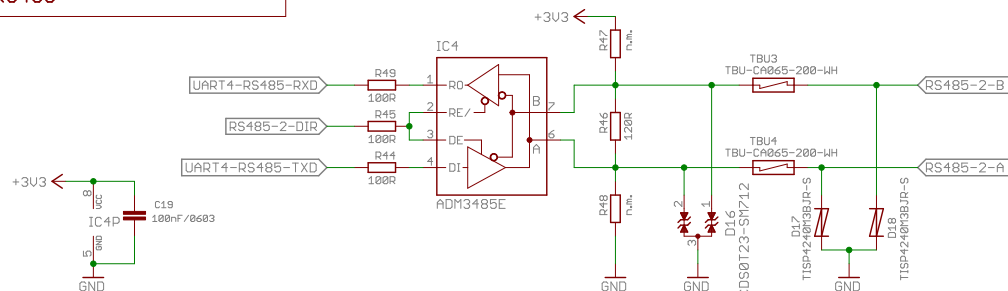 +3V3
IC4
R47
n.m.
TBU3
TBU-CA065-200-WH
UART4-RS485-RXD
R49
100R
1
RO
B
7
RS485-2-B
RS485-2-DIR
R45
100R
2
RE/
3
DE
R46
120R
A
6
TBU4
TBU-CA065-200-WH
UART4-RS485-TXD
R44
100R
4
DI
RS485-2-A
ADM3485E
+3V3
8
VCC
IC4P
GND
5
C19
100nF/0603
R48
n.m.
2
1
3
D16
CDSOT23-SM712
D17
TISP4240M3BJR-S
D18
TISP4240M3BJR-S
GND
GND
GND
GND